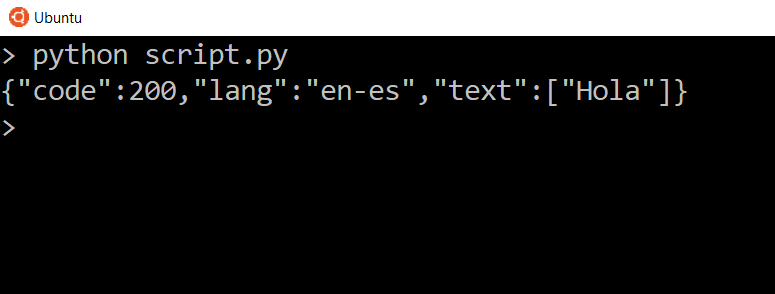 Ubuntu
> python script.py
{"code":200,"lang":"en-es","text":["Hola"]}
>